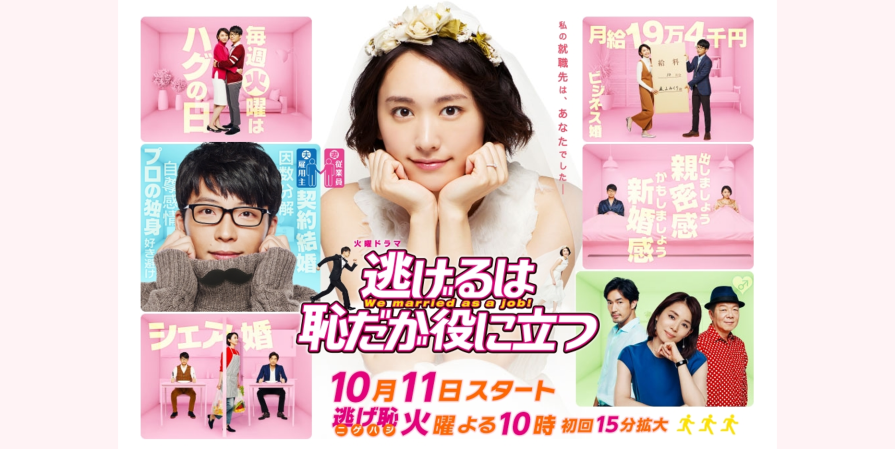 毎週火曜は
ハグの日
私の就職先は、あなたでした―
月給19万4千円
給料
ビジネス婚
夫 雇用主
妻 従業員
因数分解
契約結婚
自尊感情
プロの独身
好き避け
出しましょう
親密感
かもしましょう
新婚感
火曜ドラマ
逃げるは
We married as a job!
恥だが役に立つ
シェア婚
10月11日スタート
逃げ恥
ニゲハジ
火曜よる10時 初回15分拡大